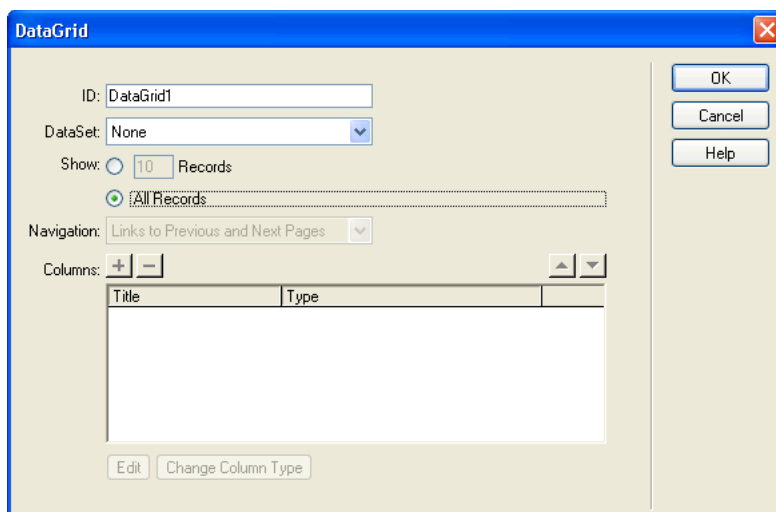 DataGrid
OK
ID: DataGrid1
Cancel
DataSet: None
Help
Show: 10 Records
All Records
Navigation: Links to Previous and Next Pages
Columns:
Title Type
Edit Change Column Type